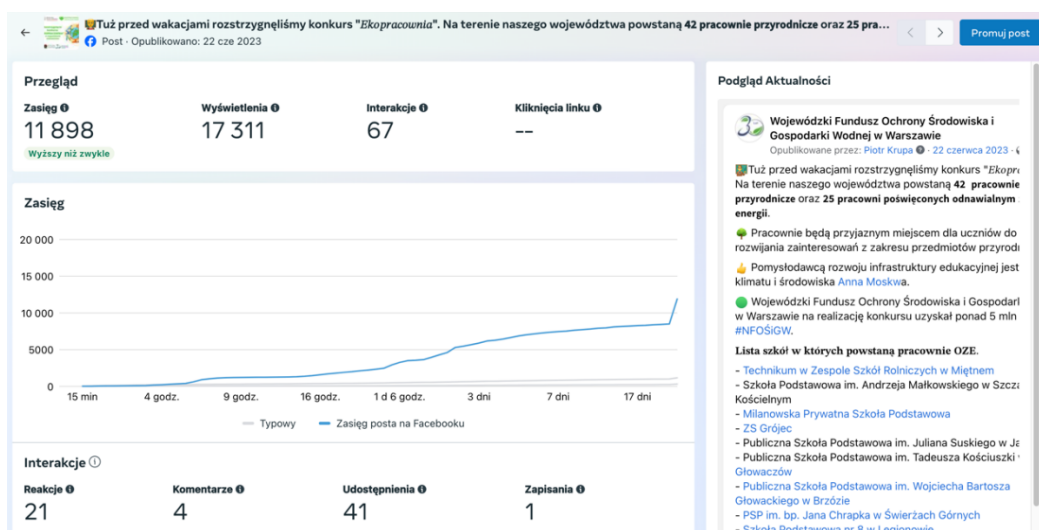 Tuż przed wakacjami rozstrzygnęliśmy konkurs "Ekopracownia". Na terenie naszego województwa powstaną 42 pracownie przyrodnicze oraz 25 pra...
Post · Opublikowano: 22 cze 2023
Promuj post
Przegląd
Zasięg Wyświetlenia Interakcje Kliknięcia linku
11 898 17 311 67 --
Wyższy niż zwykle
Zasięg
20 000
15 000
10 000
5000
0
15 min 4 godz. 9 godz. 16 godz. 1 d 6 godz. 3 dni 7 dni 17 dni
Typowy Zasięg posta na Facebooku
Interakcje
Reakcje Komentarze Udostępnienia Zapisania
21 4 41 1
Podgląd Aktualności
Wojewódzki Fundusz Ochrony Środowiska i
Gospodarki Wodnej w Warszawie
Opublikowane przez: Piotr Krupa · 22 czerwca 2023 ·
Tuż przed wakacjami rozstrzygnęliśmy konkurs "Ekopr
Na terenie naszego województwa powstaną 42 pracownie
przyrodnicze oraz 25 pracowni poświęconych odnawialnym
energii.
Pracownie będą przyjaznym miejscem dla uczniów do
rozwijania zainteresowań z zakresu przedmiotów przyrod
Pomysłodawcą rozwoju infrastruktury edukacyjnej jest
klimatu i środowiska Anna Moskwa.
Wojewódzki Fundusz Ochrony Środowiska i Gospodarl
w Warszawie na realizację konkursu uzyskał ponad 5 mln
#NFOŚiGW.
Lista szkół w których powstaną pracownie OZE.
- Technikum w Zespole Szkół Rolniczych w Miętnem
- Szkoła Podstawowa im. Andrzeja Małkowskiego w Szcza
Kościelnym
- Milanowska Prywatna Szkoła Podstawowa
- ZS Grójec
- Publiczna Szkoła Podstawowa im. Juliana Suskiego w Ja
- Publiczna Szkoła Podstawowa im. Tadeusza Kościuszki
Głowaczów
- Publiczna Szkoła Podstawowa im. Wojciecha Bartosza
Głowackiego w Brzózie
- PSP im. bp. Jana Chrapka w Świerżach Górnych
- Szkoła Podstawowa nr 8 w Legionowie